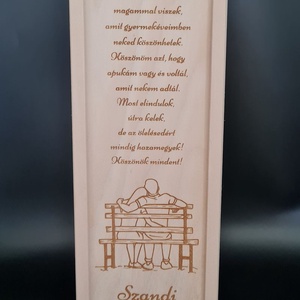 magammal viszek,
amit gyermekéveimben
neked köszönhetek.
Köszönöm azt, hogy
apukám vagy és voltál,
amit nekem adtál.
Most elindulok,
útra kelek,
de az ölelésedért
mindig hazamegyek!
Köszönök mindent!
Szandi